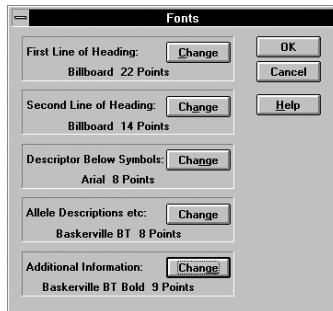 Fonts
First Line of Heading: Change
Billboard 22 Points
Second Line of Heading: Change
Billboard 14 Points
Descriptor Below Symbols: Change
Arial 8 Points
Allele Descriptions etc: Change
Baskerville BT 8 Points
Additional Information: Change
Baskerville BT Bold 9 Points
OK
Cancel
Help